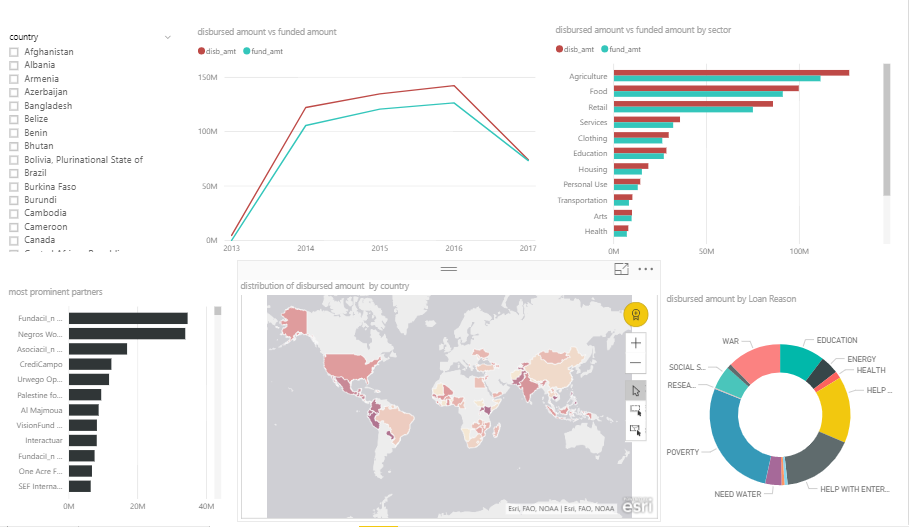 country
Afghanistan
Albania
Armenia
Azerbaijan
Bangladesh
Belize
Benin
Bhutan
Bolivia, Plurinational State of
Brazil
Burkina Faso
Burundi
Cambodia
Cameroon
Canada
disbursed amount vs funded amount
disb_amt fund_amt
150M
100M
50M
0M
2013 2014 2015 2016 2017
disbursed amount vs funded amount by sector
disb_amt fund_amt
Agriculture
Food
Retail
Services
Clothing
Education
Housing
Personal Use
Transportation
Arts
Health
0M 50M 100M
most prominent partners
Fundacil_n ...
Negros Wo...
Asociacil_n ...
CrediCampo
Urwego Op...
Palestine fo...
Al Majmoua
VisionFund ...
Interactuar
Fundacil_n ...
One Acre F...
SEF Interna...
0M 20M 40M
distribution of disbursed amount by country
Esri, FAO, NOAA | Esri, FAO, NOAA
esri
disbursed amount by Loan Reason
WAR
EDUCATION
ENERGY
HEALTH
SOCIAL S...
RESEA...
HELP ...
POVERTY
NEED WATER
HELP WITH ENTER...